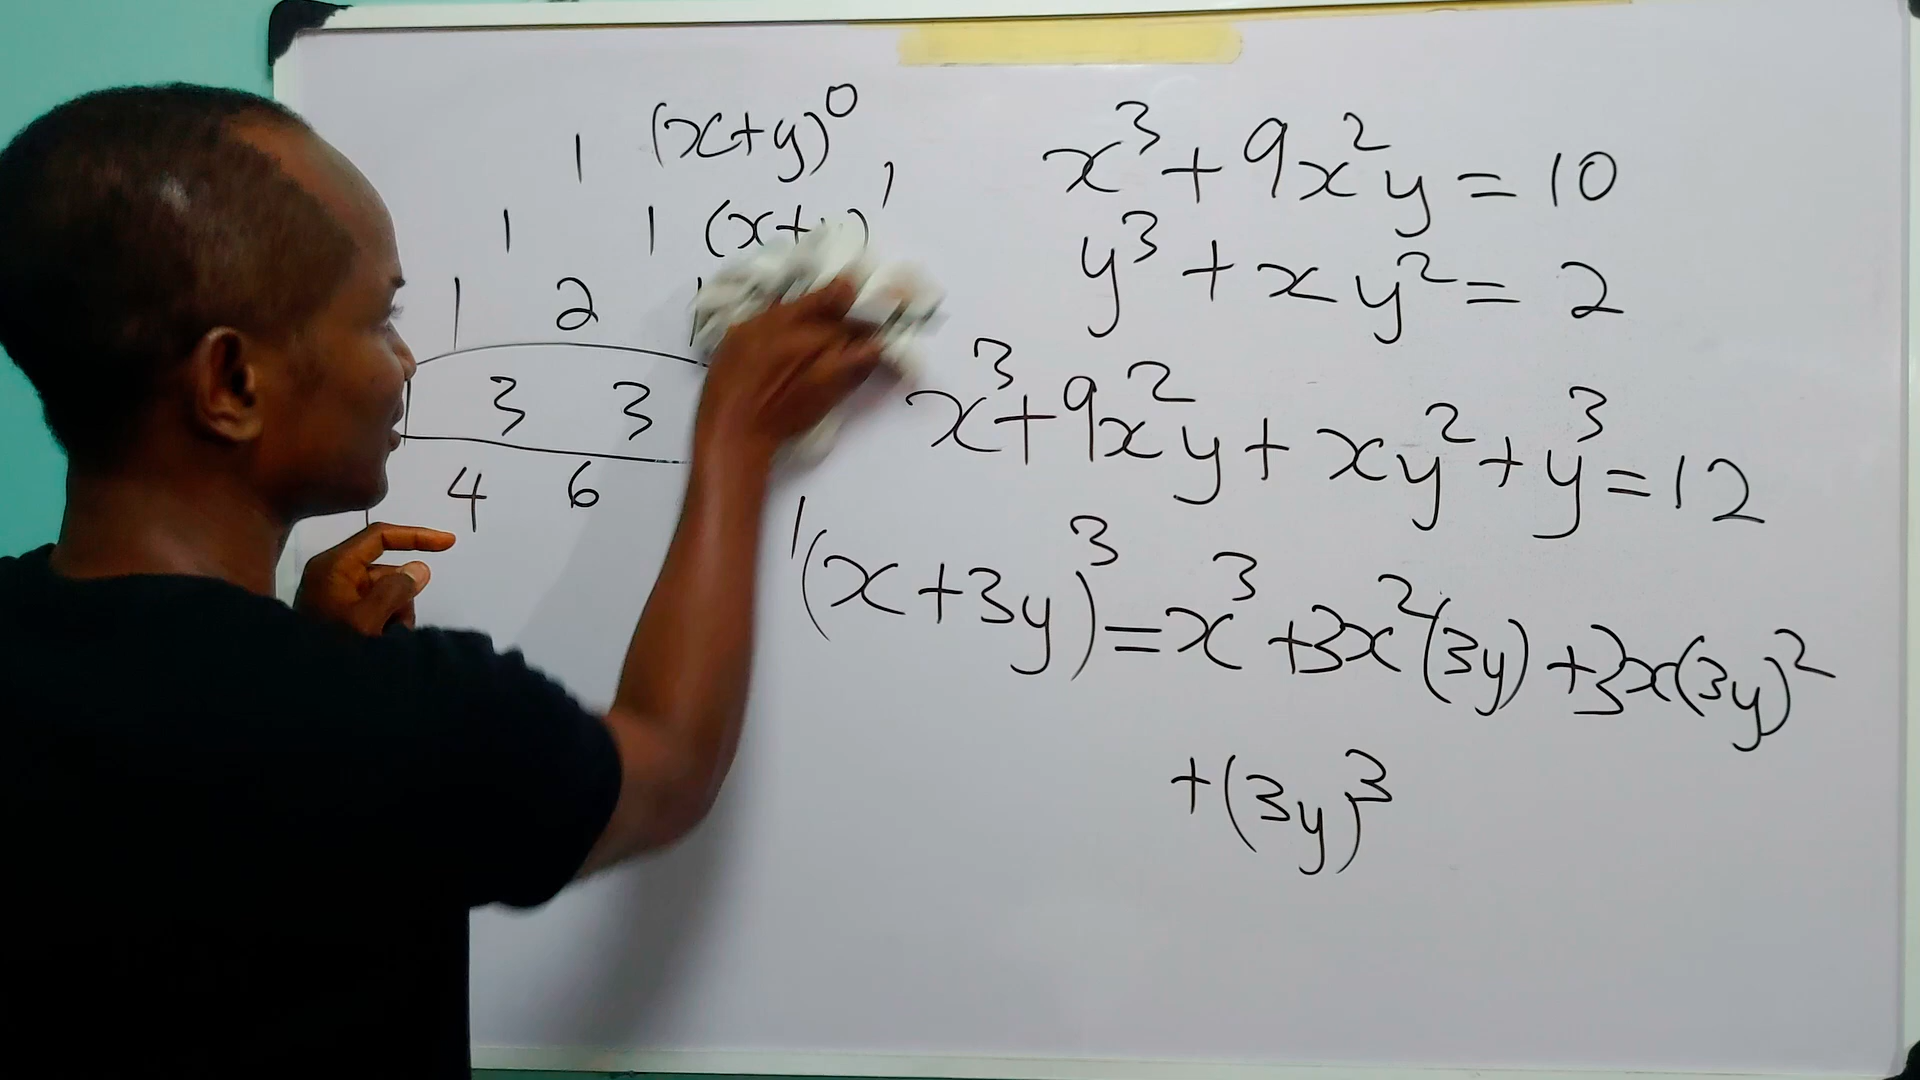 1 (x+y)⁰
1 1 (x+y)¹
1 2 1
3 3
4 6
x³+9x²y=10
y³+xy²=2
x³+9x²y+xy²+y³=12
(x+3y)³=x³+3x²(3y)+3x(3y)²
+(3y)³